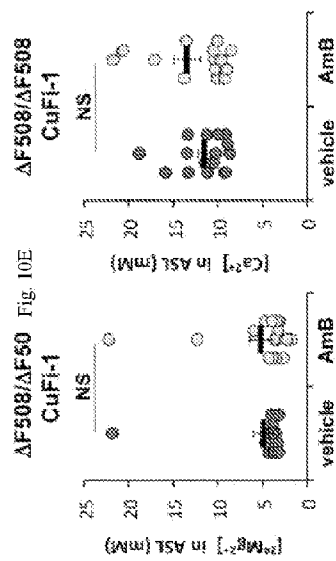 ΔF508/ΔF50
CuFi-1
NS
[²⁴Mg²⁺] in ASL (mM)
25
20
15
10
5
0
vehicle
AmB
Fig. 10E
ΔF508/ΔF508
CuFi-1
NS
[Ca²⁺] in ASL (mM)
25
20
15
10
5
0
vehicle
AmB